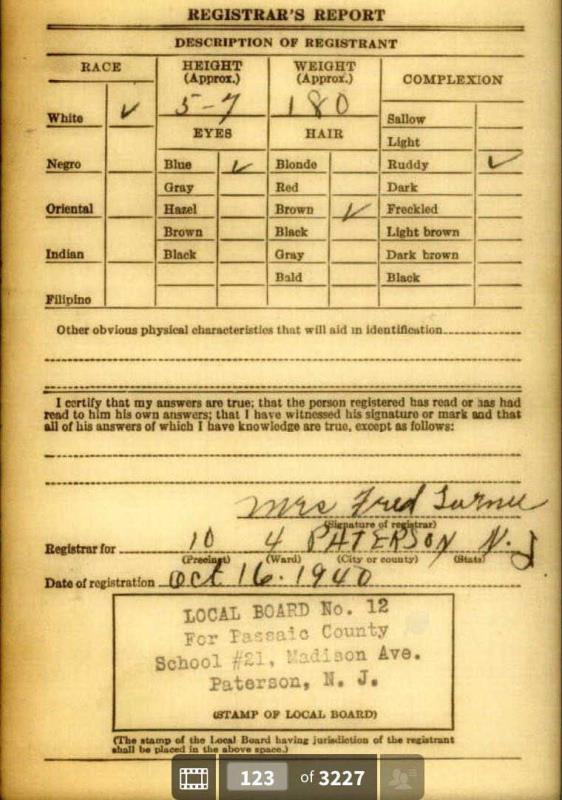 REGISTRAR'S REPORT
DESCRIPTION OF REGISTRANT
RACE
HEIGHT (Approx.)
WEIGHT (Approx.)
COMPLEXION
5-7
180
White ✓
Negro
Oriental
Indian
Filipino
EYES
Blue ✓
Gray
Hazel
Brown
Black
HAIR
Blonde
Red
Brown ✓
Black
Gray
Bald
Sallow
Light
Ruddy ✓
Dark
Freckled
Light brown
Dark brown
Black
Other obvious physical characteristics that will aid in identification
I certify that my answers are true; that the person registered has read or has had
read to him his own answers; that I have witnessed his signature or mark and that
all of his answers of which I have knowledge are true, except as follows:
Mrs Fred
(Signature of registrar)
Registrar for 10 4 PATERSON N.J
(Precinct) (Ward) (City or county) (State)
Date of registration Oct 16. 1940
LOCAL BOARD No. 12
For Passaic County
School #21, Madison Ave.
Paterson, N. J.
(STAMP OF LOCAL BOARD)
(The stamp of the Local Board having jurisdiction of the registrant
shall be placed in the above space.)
123 of 3227